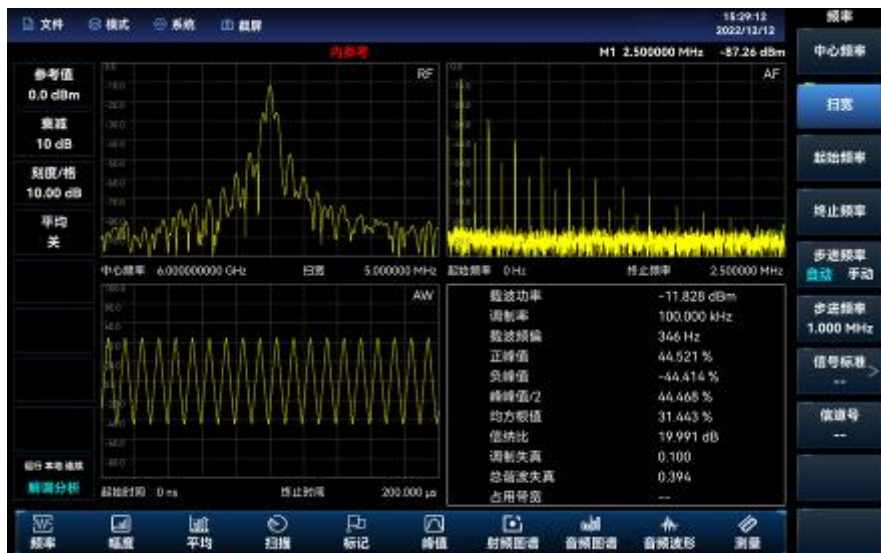 文件 模式 系统 截屏
15:29:12
2022/12/12
频率
内参考
M1 2.500000 MHz -87.26 dBm
参考值
0.0 dBm
衰减
10 dB
刻度/格
10.00 dB
平均
关
RF
AF
中心频率 6.000000000 GHz 扫宽 5.000000 MHz
起始频率 0 Hz 终止频率 2.500000 MHz
AW
起始时间 0 ns 终止时间 200.000 μs
载波功率 -11.828 dBm
调制率 100.000 kHz
载波频偏 346 Hz
正峰值 44.521 %
负峰值 -44.414 %
峰峰值/2 44.468 %
均方根值 31.443 %
信纳比 19.991 dB
调制失真 0.100
总谐波失真 0.394
占用带宽 --
解调分析
中心频率
扫宽
起始频率
终止频率
步进频率
自动 手动
步进频率
1.000 MHz
信号标准 >
--
信道号
--
频率 幅度 平均 扫描 标记 峰值 射频图谱 音频图谱 音频波形 测量